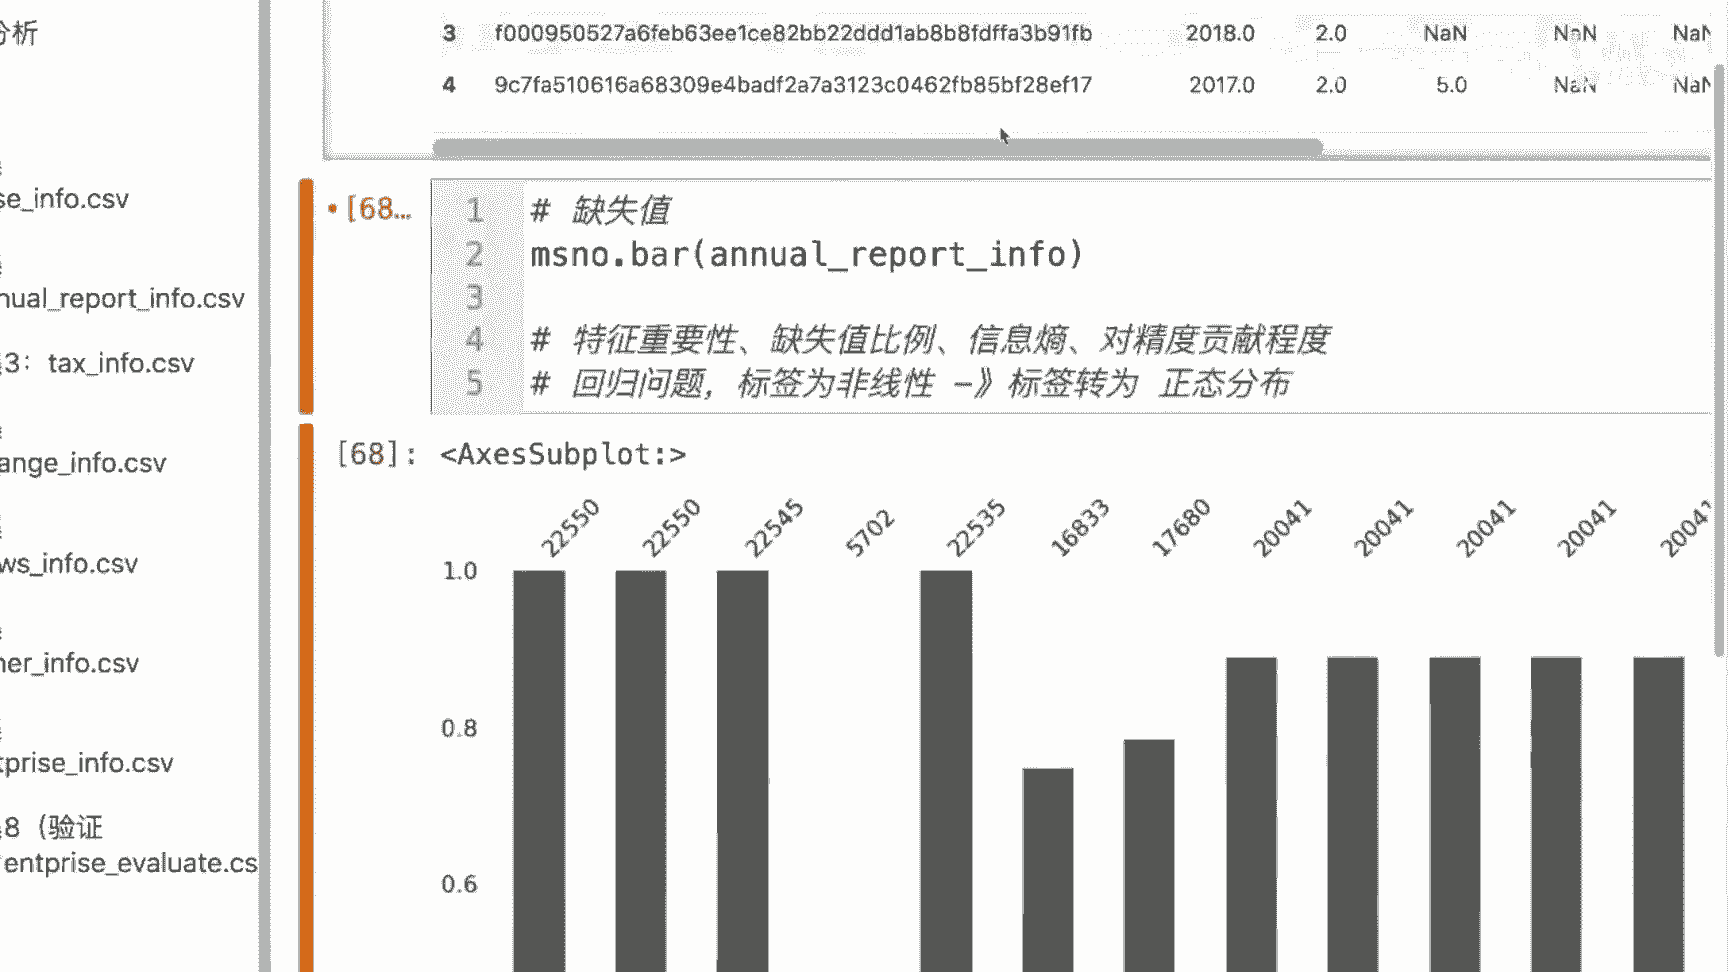 分析
se_info.csv
nual_report_info.csv
3：tax_info.csv
ange_info.csv
ws_info.csv
ner_info.csv
tprise_info.csv
8（验证
entprise_evaluate.cs
3 f000950527a6feb63ee1ce82bb22ddd1ab8b8fdffa3b91fb 2018.0 2.0 NaN NaN NaN
4 9c7fa510616a68309e4badf2a7a3123c0462fb85bf28ef17 2017.0 2.0 5.0 NaN NaN
• [68…
1 # 缺失值
2 msno.bar(annual_report_info)
3
4 # 特征重要性、缺失值比例、信息熵、对精度贡献程度
5 # 回归问题，标签为非线性 —》标签转为 正态分布
[68]: <AxesSubplot:>
22550 22550 22545 5702 22535 16833 17680 20041 20041 20041 20041 20041
1.0
0.8
0.6